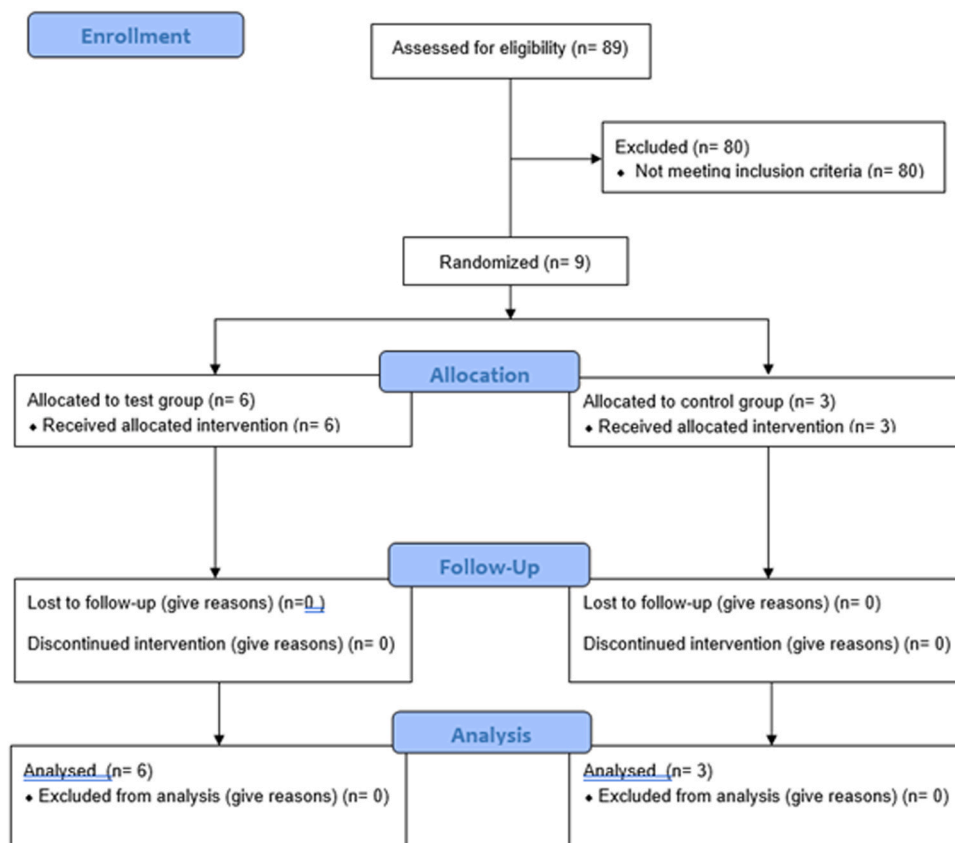 Enrollment
Assessed for eligibility (n= 89)
Excluded (n= 80)
⬥ Not meeting inclusion criteria (n= 80)
Randomized (n= 9)
Allocation
Allocated to test group (n= 6)
⬥ Received allocated intervention (n= 6)
Allocated to control group (n= 3)
⬥ Received allocated intervention (n= 3)
Follow-Up
Lost to follow-up (give reasons) (n=0 )
Discontinued intervention (give reasons) (n= 0)
Lost to follow-up (give reasons) (n= 0)
Discontinued intervention (give reasons) (n= 0)
Analysis
Analysed (n= 6)
⬥ Excluded from analysis (give reasons) (n= 0)
Analysed (n= 3)
⬥ Excluded from analysis (give reasons) (n= 0)